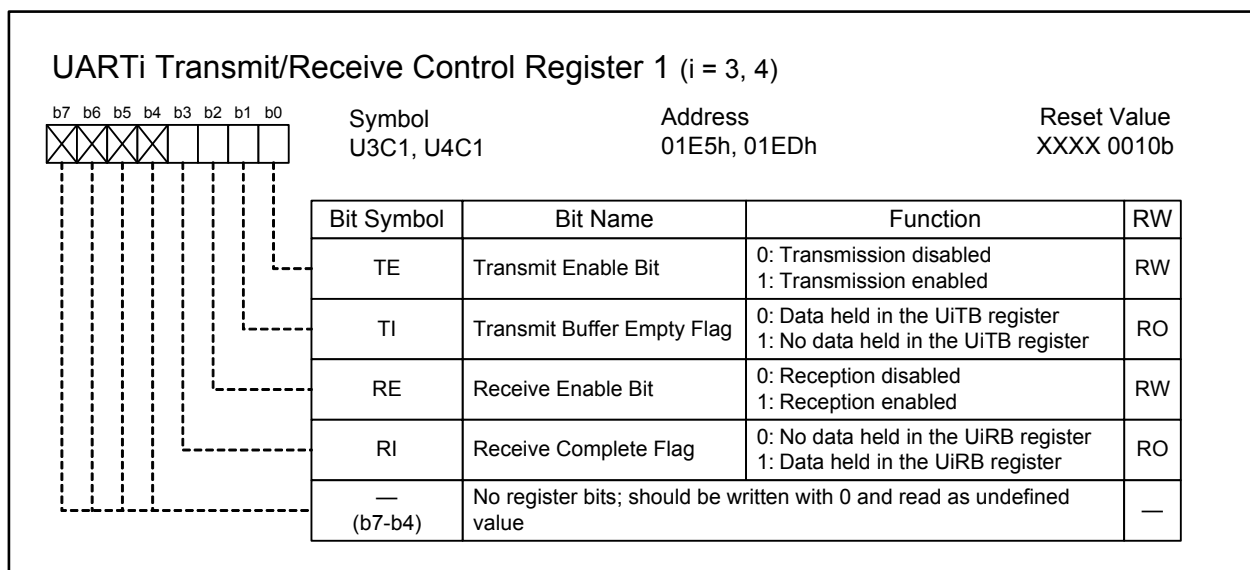 UARTi Transmit/Receive Control Register 1 (i = 3, 4)
b7 b6 b5 b4 b3 b2 b1 b0
Symbol Address Reset Value
U3C1, U4C1 01E5h, 01EDh XXXX 0010b
Bit Symbol Bit Name Function RW
TE Transmit Enable Bit 0: Transmission disabled
1: Transmission enabled RW
TI Transmit Buffer Empty Flag 0: Data held in the UiTB register
1: No data held in the UiTB register RO
RE Receive Enable Bit 0: Reception disabled
1: Reception enabled RW
RI Receive Complete Flag 0: No data held in the UiRB register
1: Data held in the UiRB register RO
—
(b7-b4) No register bits; should be written with 0 and read as undefined
value —